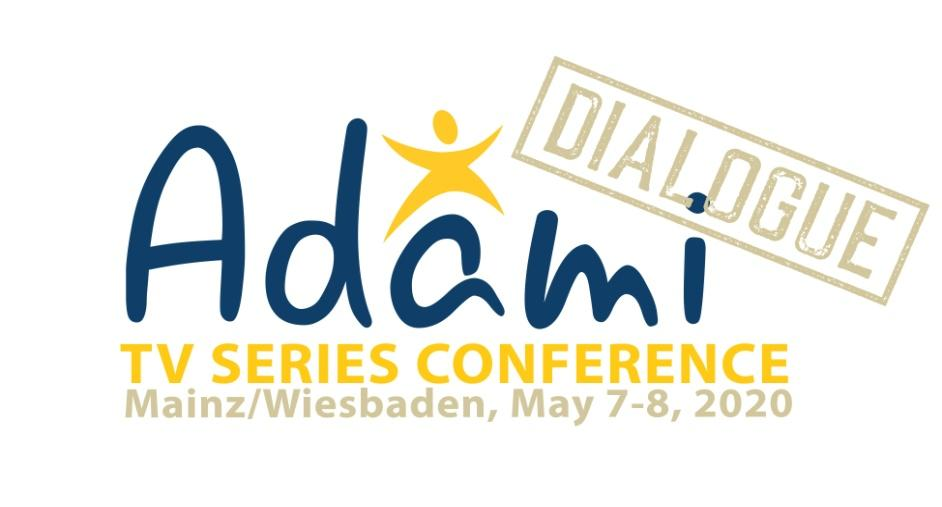 DIALOGUE
Adami
TV SERIES CONFERENCE
Mainz/Wiesbaden, May 7-8, 2020